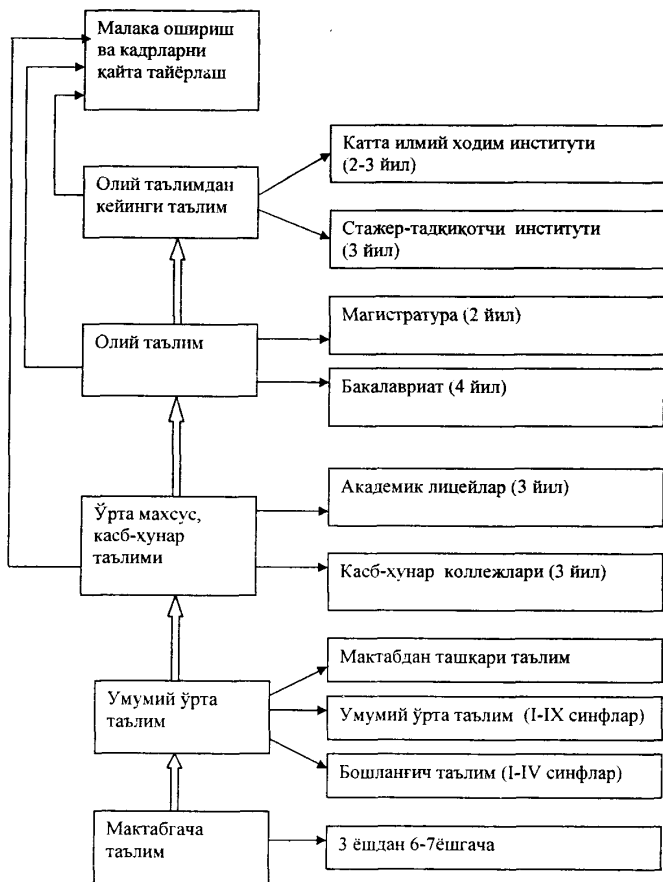 Малака ошириш
ва кадрларни
қайта тайёрлаш
Катта илмий ходим институти
(2-3 йил)
Олий таълимдан
кейинги таълим
Стажер-тадқиқотчи институти
(3 йил)
Магистратура (2 йил)
Олий таълим
Бакалавриат (4 йил)
Академик лицейлар (3 йил)
Ўрта махсус,
касб-ҳунар
таълими
Касб-ҳунар коллежлари (3 йил)
Мактабдан ташкари таълим
Умумий ўрта
таълим
Умумий ўрта таълим (I-IX синфлар)
Бошланғич таълим (I-IV синфлар)
Мактабгача
таълим
3 ёшдан 6-7ёшгача